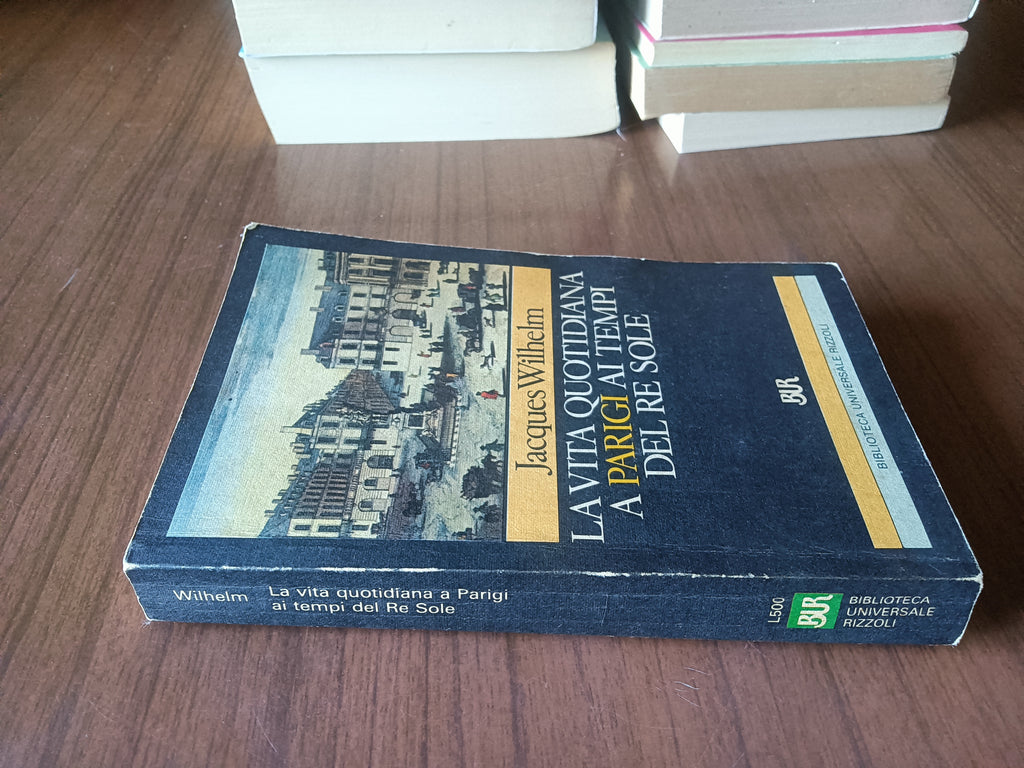 Jacques Wilhelm
LA VITA QUOTIDIANA
A PARIGI AI TEMPI
DEL RE SOLE
BUR
BIBLIOTECA UNIVERSALE RIZZOLI
Wilhelm
La vita quotidiana a Parigi
ai tempi del Re Sole
L500
BUR
BIBLIOTECA
UNIVERSALE
RIZZOLI